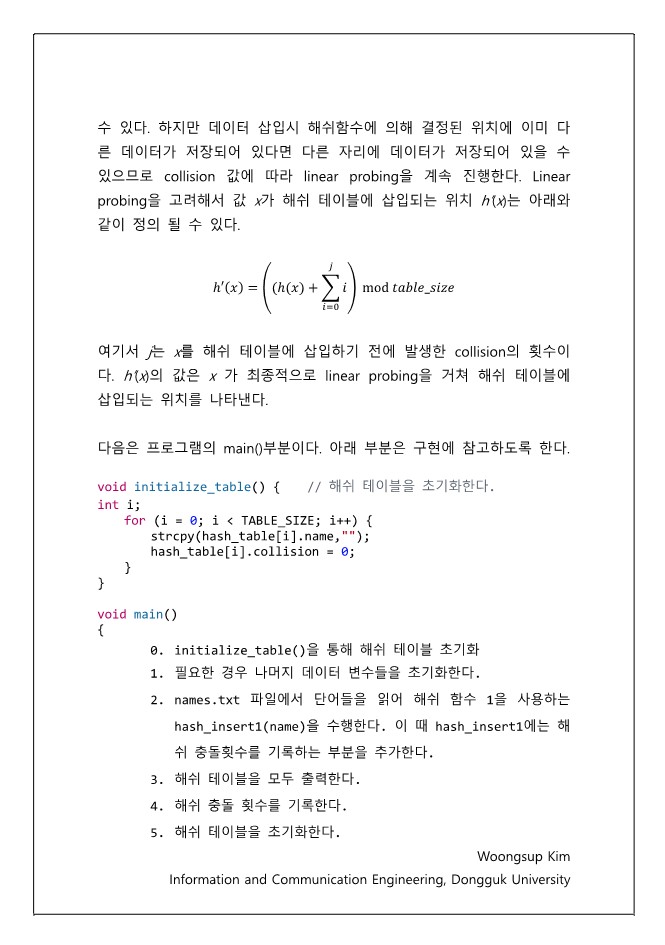 수 있다. 하지만 데이터 삽입시 해쉬함수에 의해 결정된 위치에 이미 다
른 데이터가 저장되어 있다면 다른 자리에 데이터가 저장되어 있을 수
있으므로 collision 값에 따라 linear probing을 계속 진행한다. Linear
probing을 고려해서 값 x가 해쉬 테이블에 삽입되는 위치 h'(x)는 아래와
같이 정의 될 수 있다.
h′(x) = ((h(x) + ∑_{i=0}^{j} i) mod table_size
여기서 j는 x를 해쉬 테이블에 삽입하기 전에 발생한 collision의 횟수이
다. h'(x)의 값은 x 가 최종적으로 linear probing을 거쳐 해쉬 테이블에
삽입되는 위치를 나타낸다.
다음은 프로그램의 main()부분이다. 아래 부분은 구현에 참고하도록 한다.
void initialize_table() {    // 해쉬 테이블을 초기화한다.
int i;
    for (i = 0; i < TABLE_SIZE; i++) {
        strcpy(hash_table[i].name,"");
        hash_table[i].collision = 0;
    }
}
void main()
{
0. initialize_table()을 통해 해쉬 테이블 초기화
1. 필요한 경우 나머지 데이터 변수들을 초기화한다.
2. names.txt 파일에서 단어들을 읽어 해쉬 함수 1을 사용하는
hash_insert1(name)을 수행한다. 이 때 hash_insert1에는 해
쉬 충돌횟수를 기록하는 부분을 추가한다.
3. 해쉬 테이블을 모두 출력한다.
4. 해쉬 충돌 횟수를 기록한다.
5. 해쉬 테이블을 초기화한다.
Woongsup Kim
Information and Communication Engineering, Dongguk University